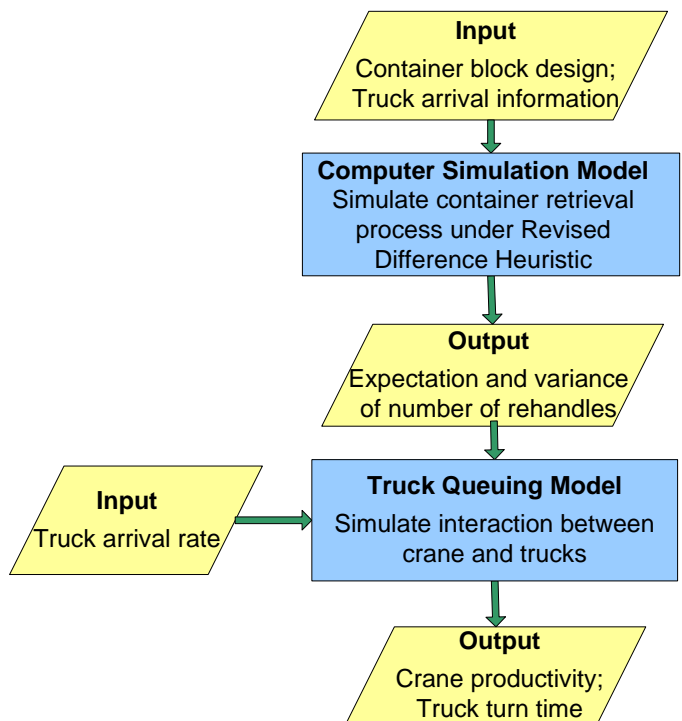 Input
Container block design;
Truck arrival information
Computer Simulation Model
Simulate container retrieval
process under Revised
Difference Heuristic
Output
Expectation and variance
of number of rehandles
Input
Truck arrival rate
Truck Queuing Model
Simulate interaction between
crane and trucks
Output
Crane productivity;
Truck turn time